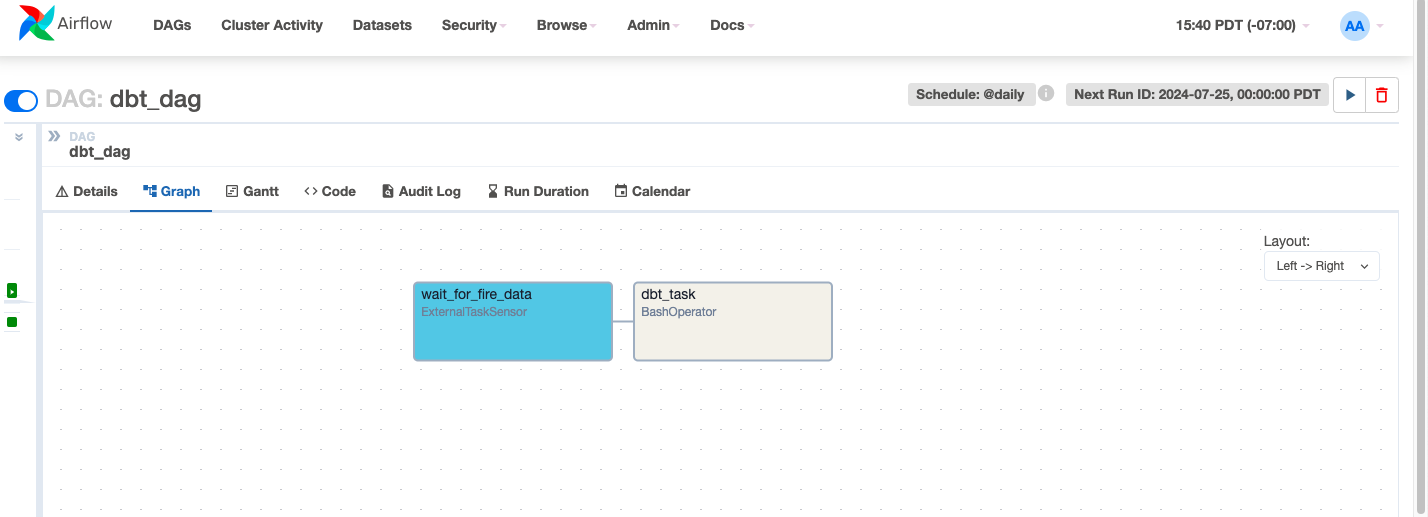 Airflow DAGs Cluster Activity Datasets Security Browse Admin Docs 15:40 PDT (-07:00) AA
DAG: dbt_dag Schedule: @daily i Next Run ID: 2024-07-25, 00:00:00 PDT
DAG
dbt_dag
Details Graph Gantt Code Audit Log Run Duration Calendar
Layout:
Left -> Right
wait_for_fire_data
ExternalTaskSensor
dbt_task
BashOperator